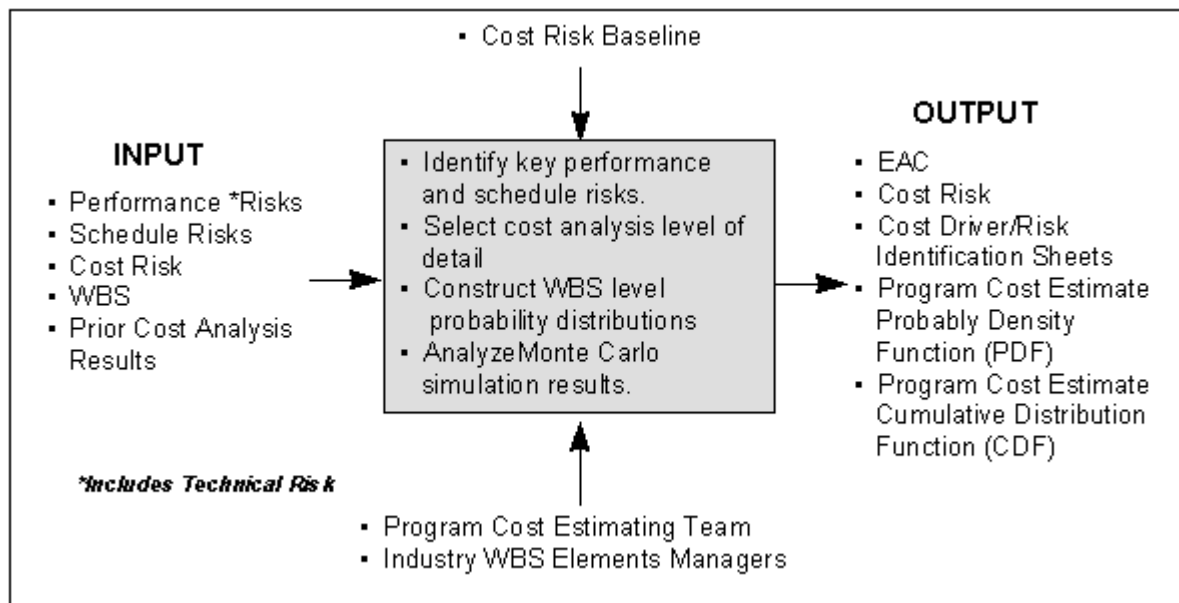 ▪ Cost Risk Baseline
INPUT
▪ Performance *Risks
▪ Schedule Risks
▪ Cost Risk
▪ WBS
▪ Prior Cost Analysis
Results
▪ Identify key performance
and schedule risks.
▪ Select cost analysis level of
detail
▪ Construct WBS level
probability distributions
▪ AnalyzeMonte Carlo
simulation results.
OUTPUT
▪ EAC
▪ Cost Risk
▪ Cost Driver/Risk
Identification Sheets
▪ Program Cost Estimate
Probably Density
Function (PDF)
▪ Program Cost Estimate
Cumulative Distribution
Function (CDF)
*Includes Technical Risk
▪ Program Cost Estimating Team
▪ Industry WBS Elements Managers